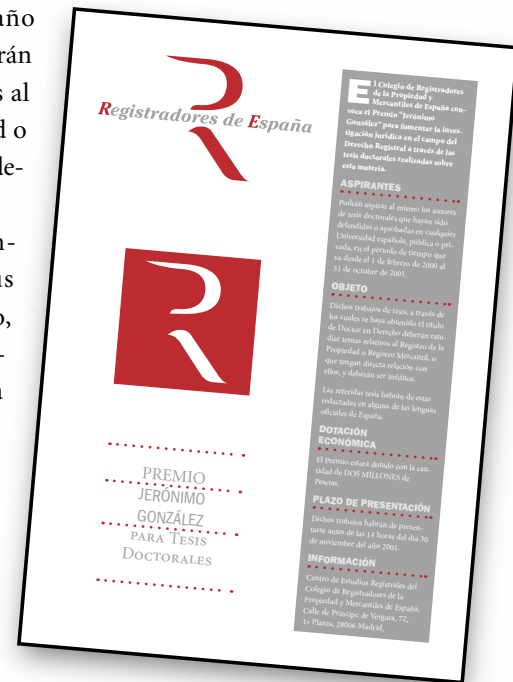 año
rán
s al
d o
le-
n-
us
o,
-
a
Registradores de España
PREMIO
JERÓNIMO
GONZÁLEZ
PARA TESIS
DOCTORALES
El Colegio de Registradores
de la Propiedad y
Mercantiles de España con-
voca el Premio "Jerónimo
González" para fomentar la inves-
tigación jurídica en el campo del
Derecho Registral a través de las
tesis doctorales realizadas sobre
esta materia.
ASPIRANTES
Podrán aspirar al mismo los autores
de tesis doctorales que hayan sido
defendidas o aprobadas en cualquier
Universidad española, pública o pri-
vada, en el período de tiempo que
va desde el 1 de febrero de 2000 al
31 de octubre de 2001.
OBJETO
Dichos trabajos de tesis, a través de
los cuales se haya obtenido el título
de Doctor en Derecho deberán estu-
diar temas relativos al Registro de la
Propiedad o Registro Mercantil, o
que tengan directa relación con
ellos, y deberán ser inéditos.
Las referidas tesis habrán de estar
redactadas en alguna de las lenguas
oficiales de España.
DOTACIÓN
ECONÓMICA
El Premio estará dotado con la can-
tidad de DOS MILLONES de
Pesetas.
PLAZO DE PRESENTACIÓN
Dichos trabajos habrán de presen-
tarse antes de las 14 horas del día 30
de noviembre del año 2001.
INFORMACIÓN
Centro de Estudios Registrales del
Colegio de Registradores de la
Propiedad y Mercantiles de España.
Calle de Príncipe de Vergara, 72,
1ª Planta. 28006 Madrid.